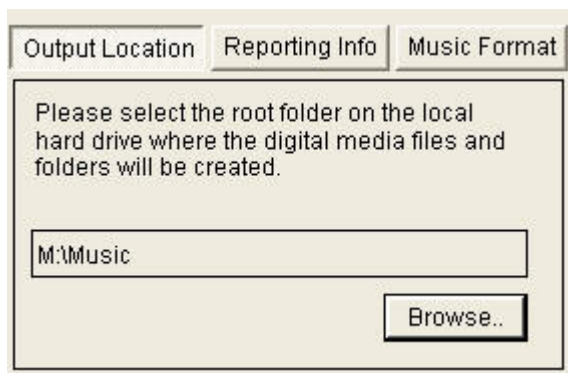 Output Location Reporting Info Music Format
Please select the root folder on the local
hard drive where the digital media files and
folders will be created.
M:\Music
Browse..